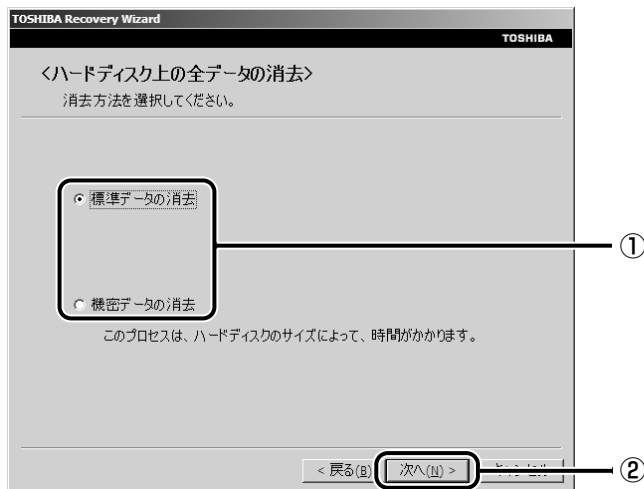 TOSHIBA Recovery Wizard
TOSHIBA
<ハードディスク上の全データの消去>
消去方法を選択してください。
標準データの消去
①
機密データの消去
このプロセスは、ハードディスクのサイズによって、時間がかかります。
< 戻る(B)
次へ(N) >
②